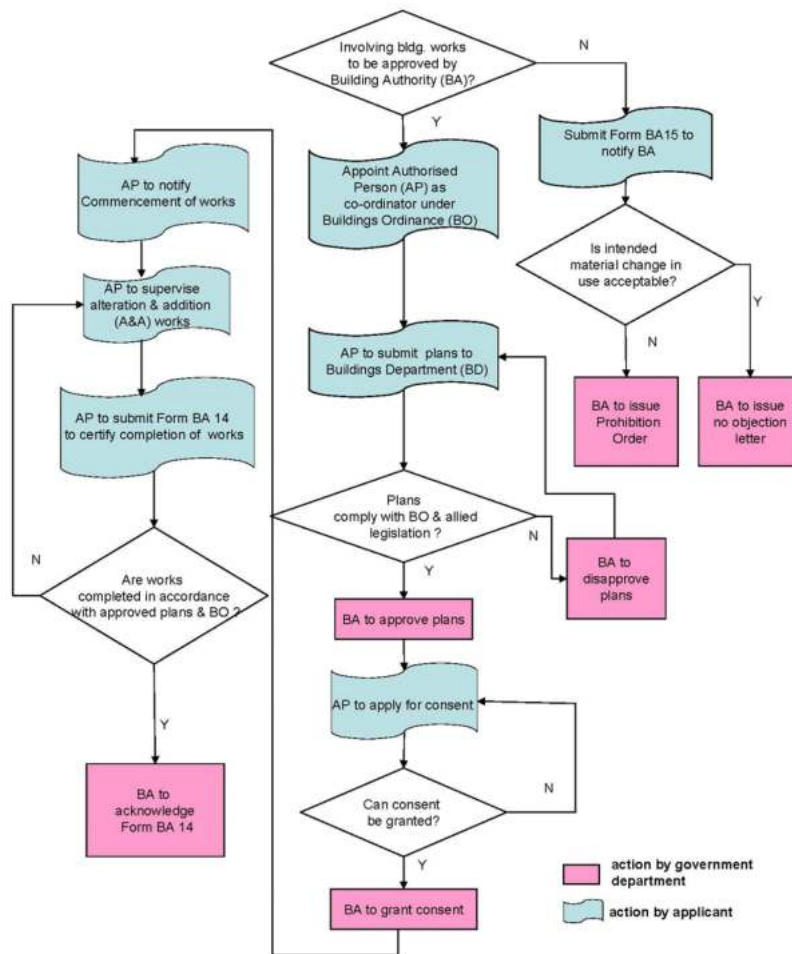 Involving bldg. works
to be approved by
Building Authority (BA)?
N
Y
Submit Form BA15 to
notify BA
Appoint Authorised
Person (AP) as
co-ordinator under
Buildings Ordinance (BO)
Is intended
material change in
use acceptable?
Y
N
BA to issue
Prohibition
Order
BA to issue
no objection
letter
AP to submit plans to
Buildings Department (BD)
Plans
comply with BO & allied
legislation ?
N
Y
BA to
disapprove
plans
BA to approve plans
AP to apply for consent
Can consent
be granted?
N
Y
BA to grant consent
AP to notify
Commencement of works
AP to supervise
alteration & addition
(A&A) works
AP to submit Form BA 14
to certify completion of works
Are works
completed in accordance
with approved plans & BO ?
N
Y
BA to
acknowledge
Form BA 14
action by government
department
action by applicant